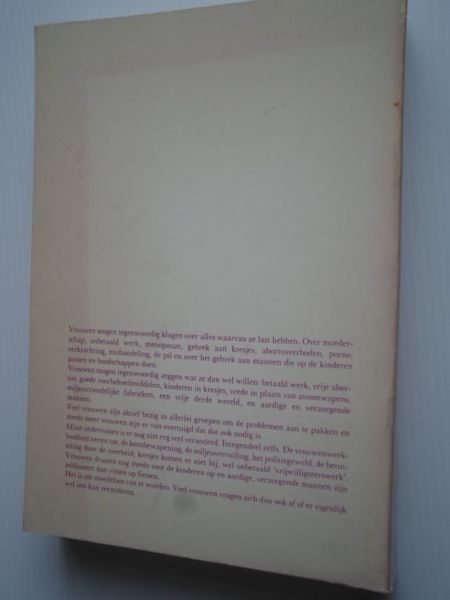 Vrouwen mogen tegenwoordig klagen over alles waarvan ze last hebben. Over moeder-
schap, onbetaald werk, menopauze, gebrek aan kresjes, abortusverboden, porno,
verkrachting, mishandeling, de pil en over het gebrek aan mannen die op de kinderen
passen en boodschappen doen.
Vrouwen mogen tegenwoordig zeggen wat ze dan wel willen: betaald werk, vrije abor-
tus, goede voorbehoedmiddelen, kinderen in kresjes, vrede in plaats van atoomwapens,
miljeuvriendelijke fabrieken, een vrije derde wereld, en aardige en verzorgende
mannen.
Veel vrouwen zijn aktief bezig in allerlei groepen om de problemen aan te pakken en
steeds meer vrouwen zijn er van overtuigd dat dat ook nodig is.
Maar ondertussen is er nog niet erg veel veranderd. Integendeel zelfs. De vrouwenwerk-
loosheid neemt toe, de kernbewapening, de miljeuvervuiling, het politiegeweld, de betut-
teling door de overheid; kresjes komen er niet bij, wel onbetaald 'vrijwilligsterswerk'.
Vrouwen draaien nog steeds voor de kinderen op en aardige, verzorgende mannen zijn
zeldzamer dan vissen op fietsen.
Het is om moedeloos van te worden. Veel vrouwen vragen zich dan ook af of er eigenlijk
wel iets kan veranderen . . .